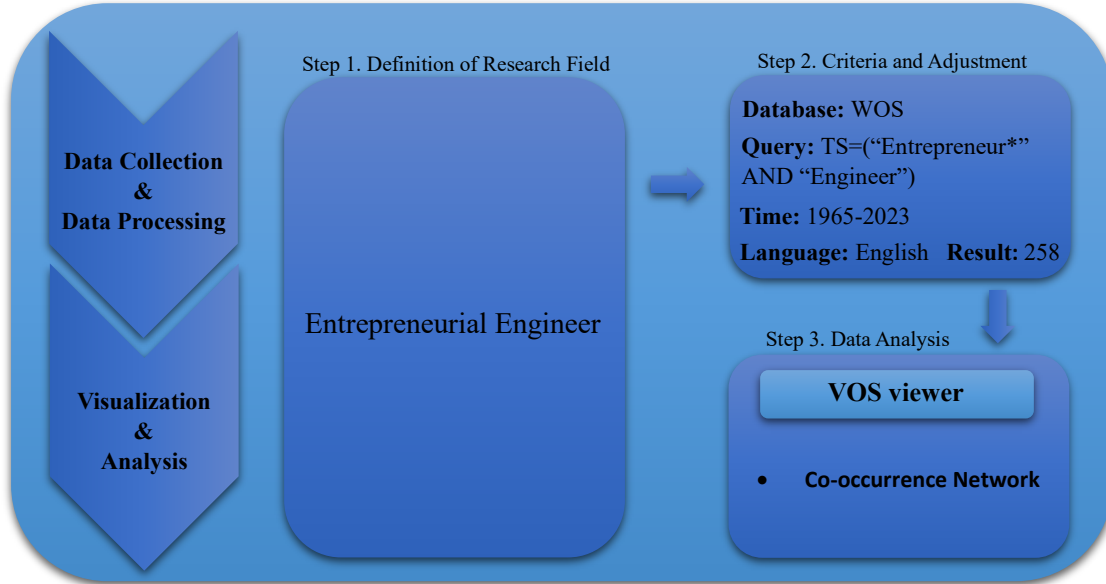 Data Collection
&
Data Processing
Visualization
&
Analysis
Step 1. Definition of Research Field
Entrepreneurial Engineer
Step 2. Criteria and Adjustment
Database: WOS
Query: TS=(“Entrepreneur*”
AND “Engineer”)
Time: 1965-2023
Language: English Result: 258
Step 3. Data Analysis
VOS viewer
• Co-occurrence Network